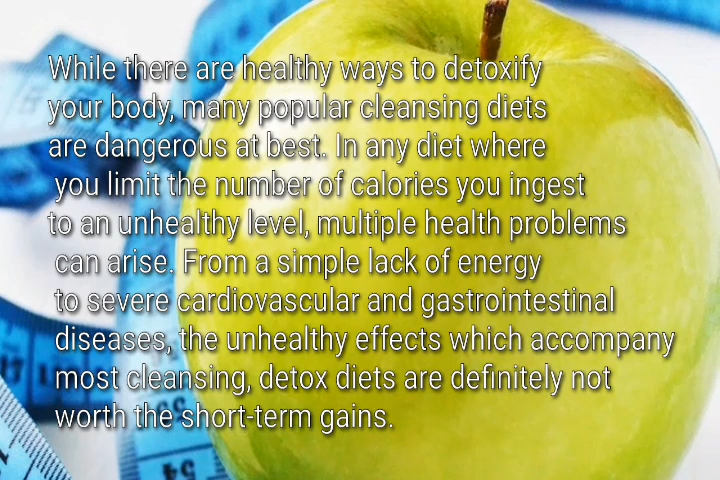 While there are healthy ways to detoxify
your body, many popular cleansing diets
are dangerous at best. In any diet where
you limit the number of calories you ingest
to an unhealthy level, multiple health problems
can arise. From a simple lack of energy
to severe cardiovascular and gastrointestinal
diseases, the unhealthy effects which accompany
most cleansing, detox diets are definitely not
worth the short-term gains.
54